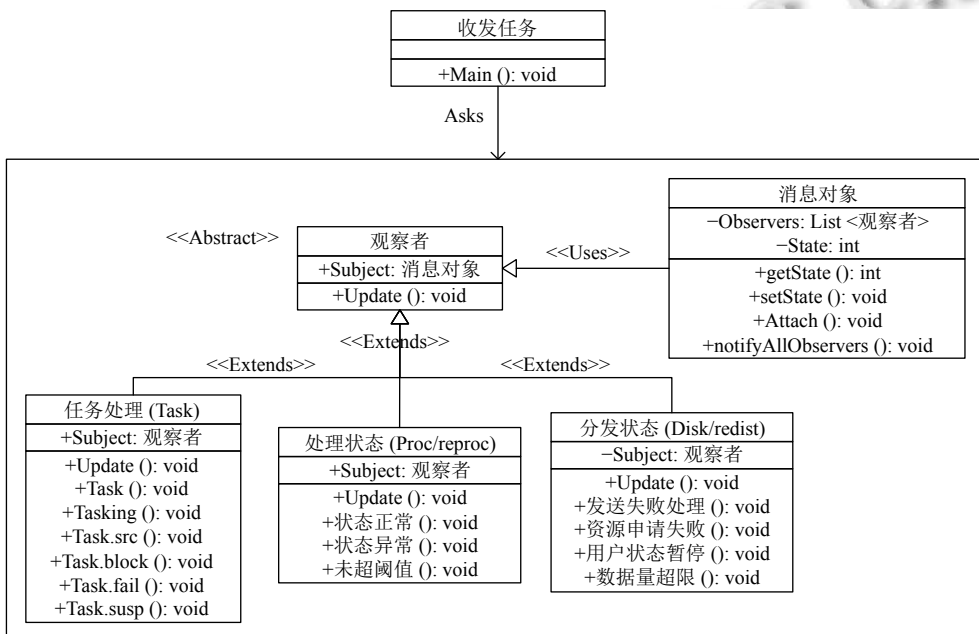 收发任务
+Main (): void
Asks
消息对象
−Observers: List <观察者>
−State: int
+getState (): int
+setState (): void
+Attach (): void
+notifyAllObservers (): void
<<Abstract>>
观察者
+Subject: 消息对象
+Update (): void
<<Uses>>
<<Extends>>
<<Extends>>
<<Extends>>
任务处理 (Task)
+Subject: 观察者
+Update (): void
+Task (): void
+Tasking (): void
+Task.src (): void
+Task.block (): void
+Task.fail (): void
+Task.susp (): void
处理状态 (Proc/reproc)
+Subject: 观察者
+Update (): void
+状态正常 (): void
+状态异常 (): void
+未超阈值 (): void
分发状态 (Disk/redist)
−Subject: 观察者
+Update (): void
+发送失败处理 (): void
+资源申请失败 (): void
+用户状态暂停 (): void
+数据量超限 (): void